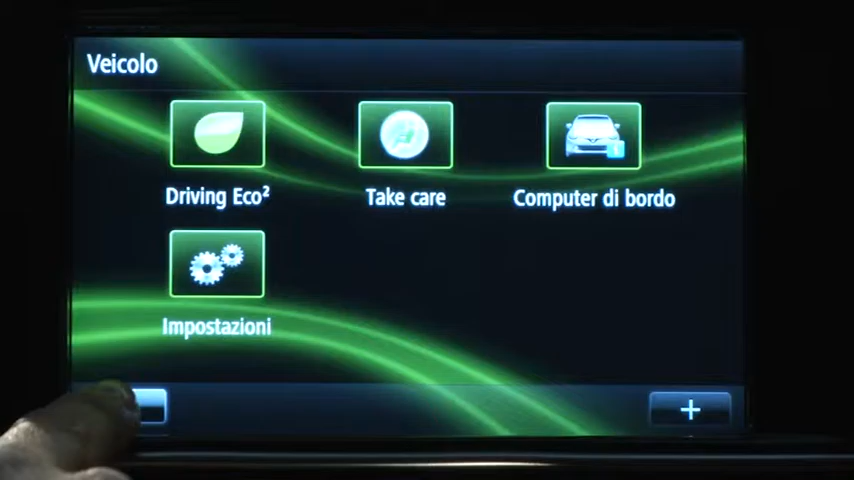 Veicolo
Driving Eco²
Take care
Computer di bordo
Impostazioni
+